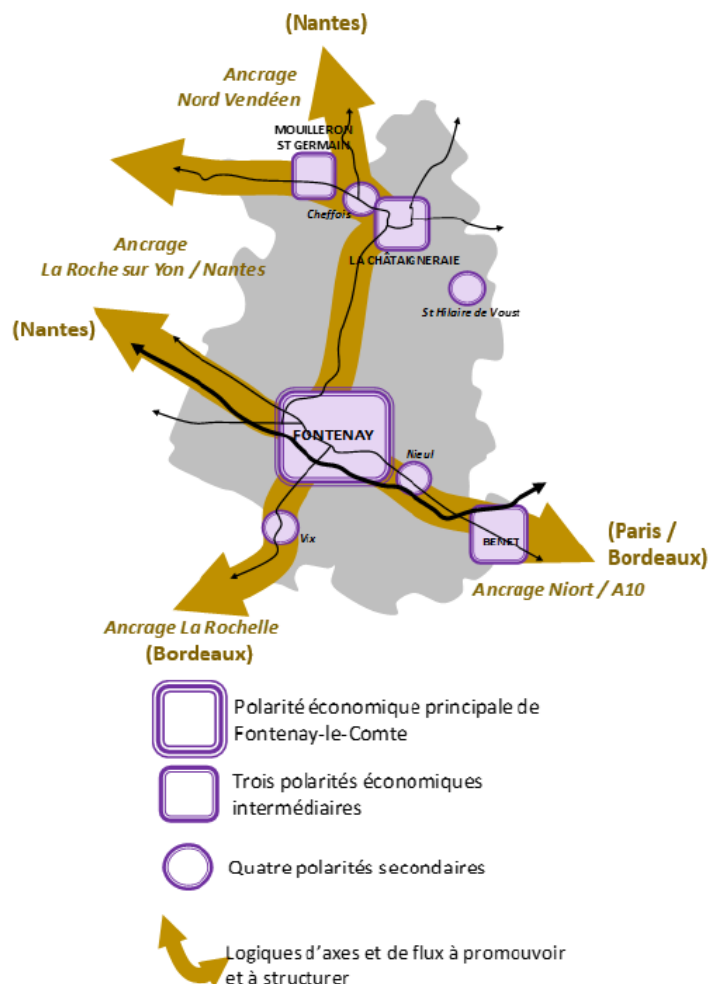 (Nantes)
Ancrage
Nord Vendéen
MOUILLERON
ST GERMAIN
Cheffois
Ancrage
La Roche sur Yon / Nantes
LA CHÂTAIGNERAIE
St Hilaire de Voust
(Nantes)
FONTENAY
Nieul
Vix
BENET
(Paris /
Bordeaux)
Ancrage Niort / A10
Ancrage La Rochelle
(Bordeaux)
Polarité économique principale de
Fontenay-le-Comte
Trois polarités économiques
intermédiaires
Quatre polarités secondaires
Logiques d'axes et de flux à promouvoir
et à structurer